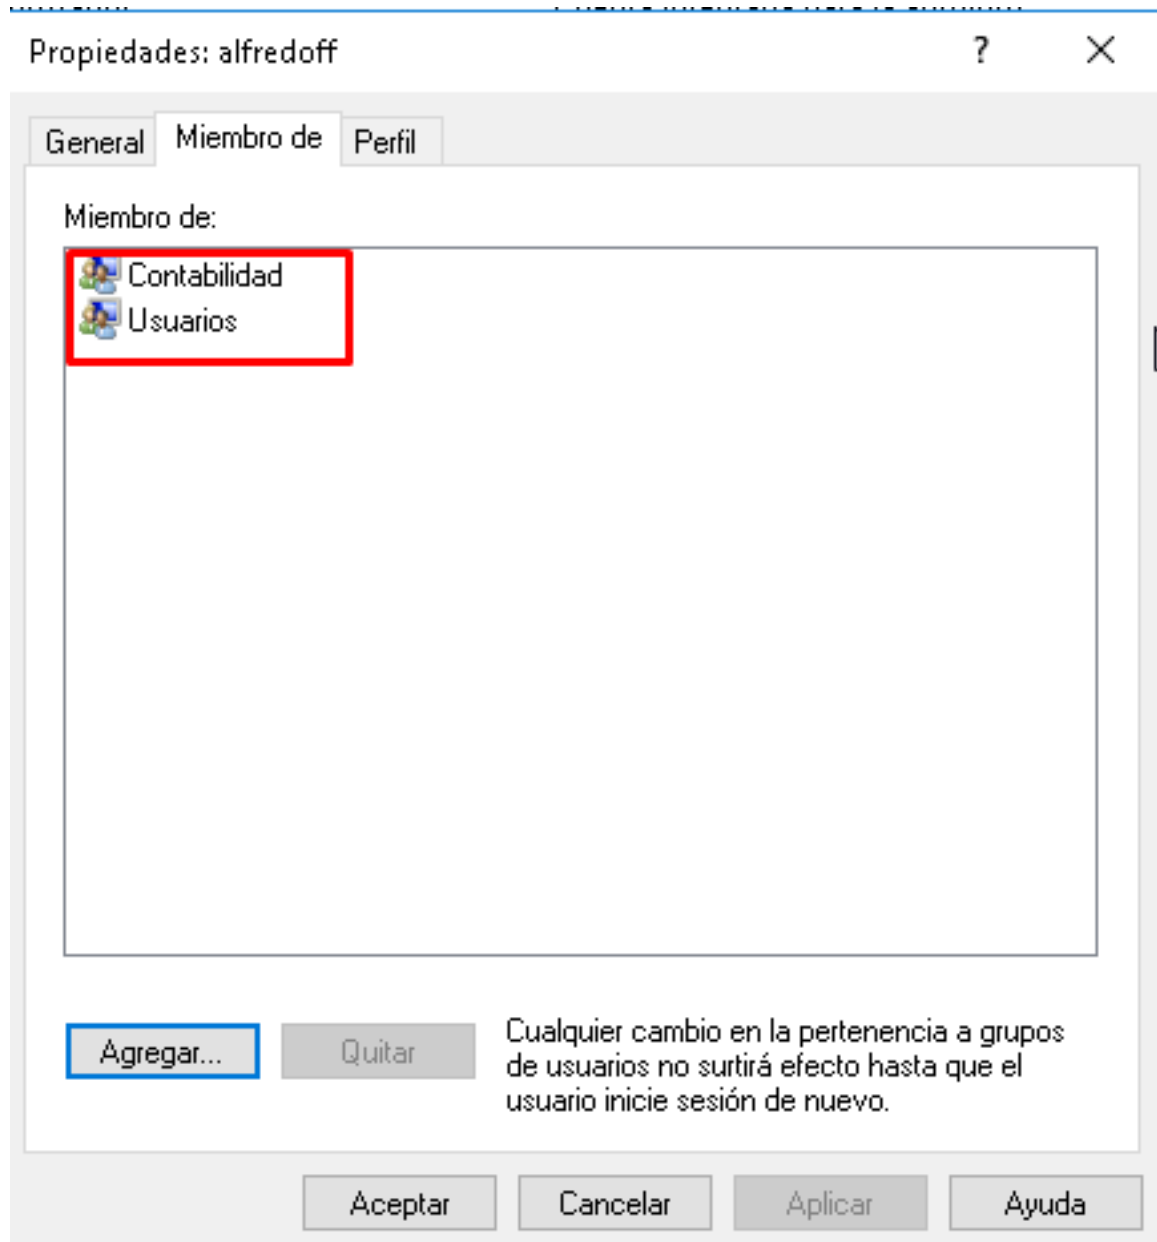 Propiedades: alfredoff
?
General Miembro de Perfil
Miembro de:
Contabilidad
Usuarios
Agregar...
Quitar
Cualquier cambio en la pertenencia a grupos
de usuarios no surtirá efecto hasta que el
usuario inicie sesión de nuevo.
Aceptar Cancelar Aplicar Ayuda